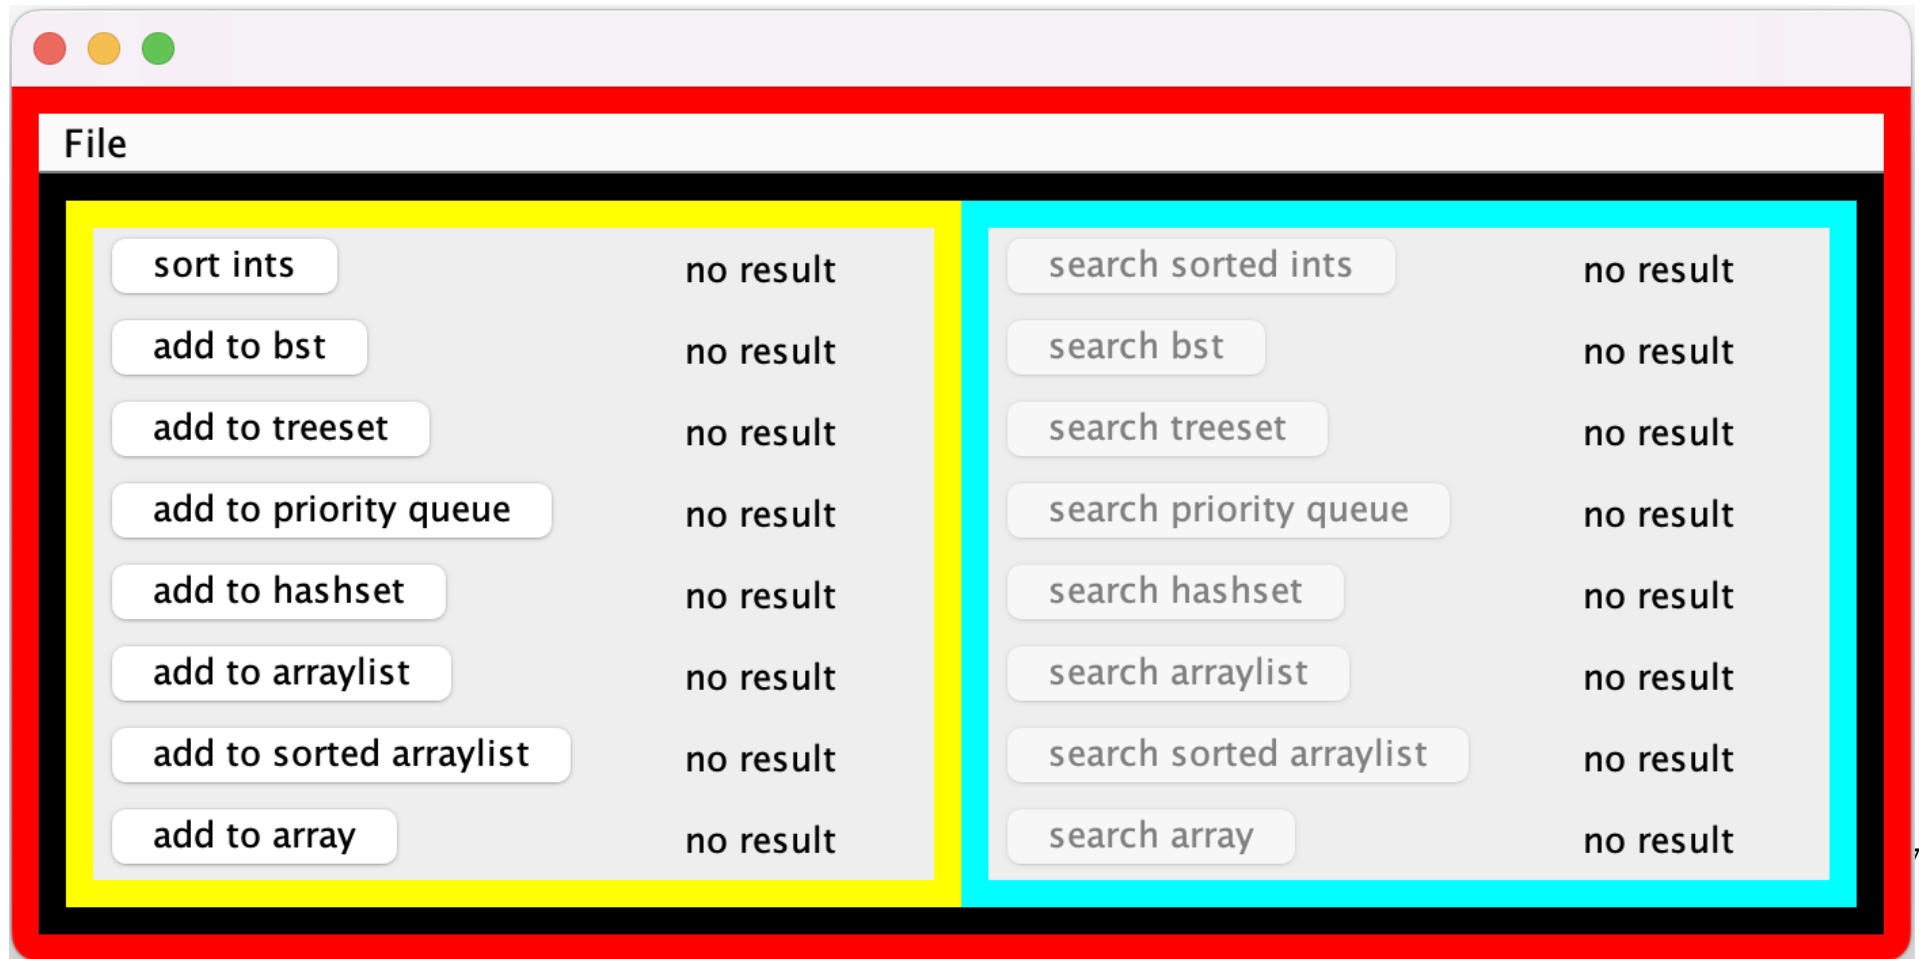 File
sort ints no result search sorted ints no result
add to bst no result search bst no result
add to treeset no result search treeset no result
add to priority queue no result search priority queue no result
add to hashset no result search hashset no result
add to arraylist no result search arraylist no result
add to sorted arraylist no result search sorted arraylist no result
add to array no result search array no result